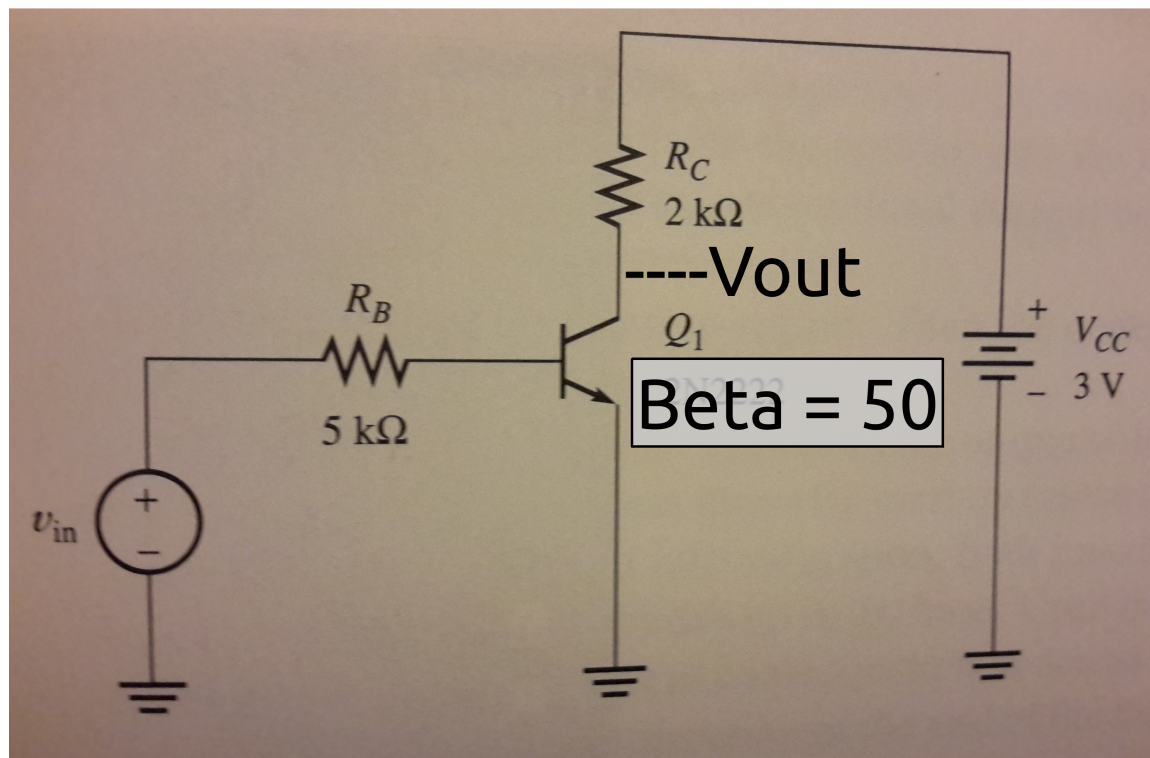 R_C
2 kΩ
----Vout
R_B
5 kΩ
Q_1
Beta = 50
+
V_CC
3 V
–
v_in
+
–